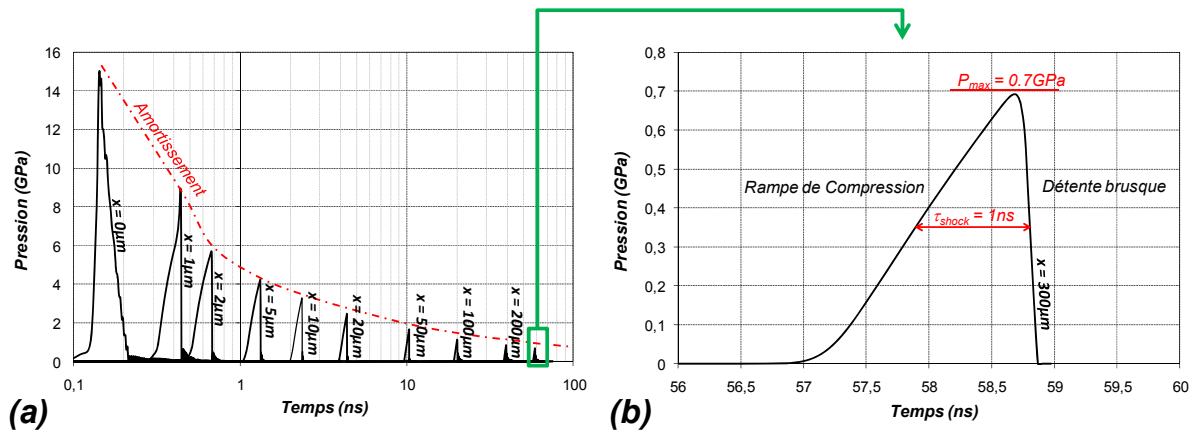 Pression (GPa)
16
14
12
10
8
6
4
2
0
Amortissement
x = 0µm
x = 1µm
x = 2µm
x = 5µm
x = 10µm
x = 20µm
x = 50µm
x = 100µm
x = 200µm
0,1
1
10
100
Temps (ns)
(a)
Pression (GPa)
0,8
0,7
0,6
0,5
0,4
0,3
0,2
0,1
0
Pmax = 0.7GPa
Rampe de Compression
Détente brusque
τshock = 1ns
x = 300µm
56
56,5
57
57,5
58
58,5
59
59,5
60
Temps (ns)
(b)